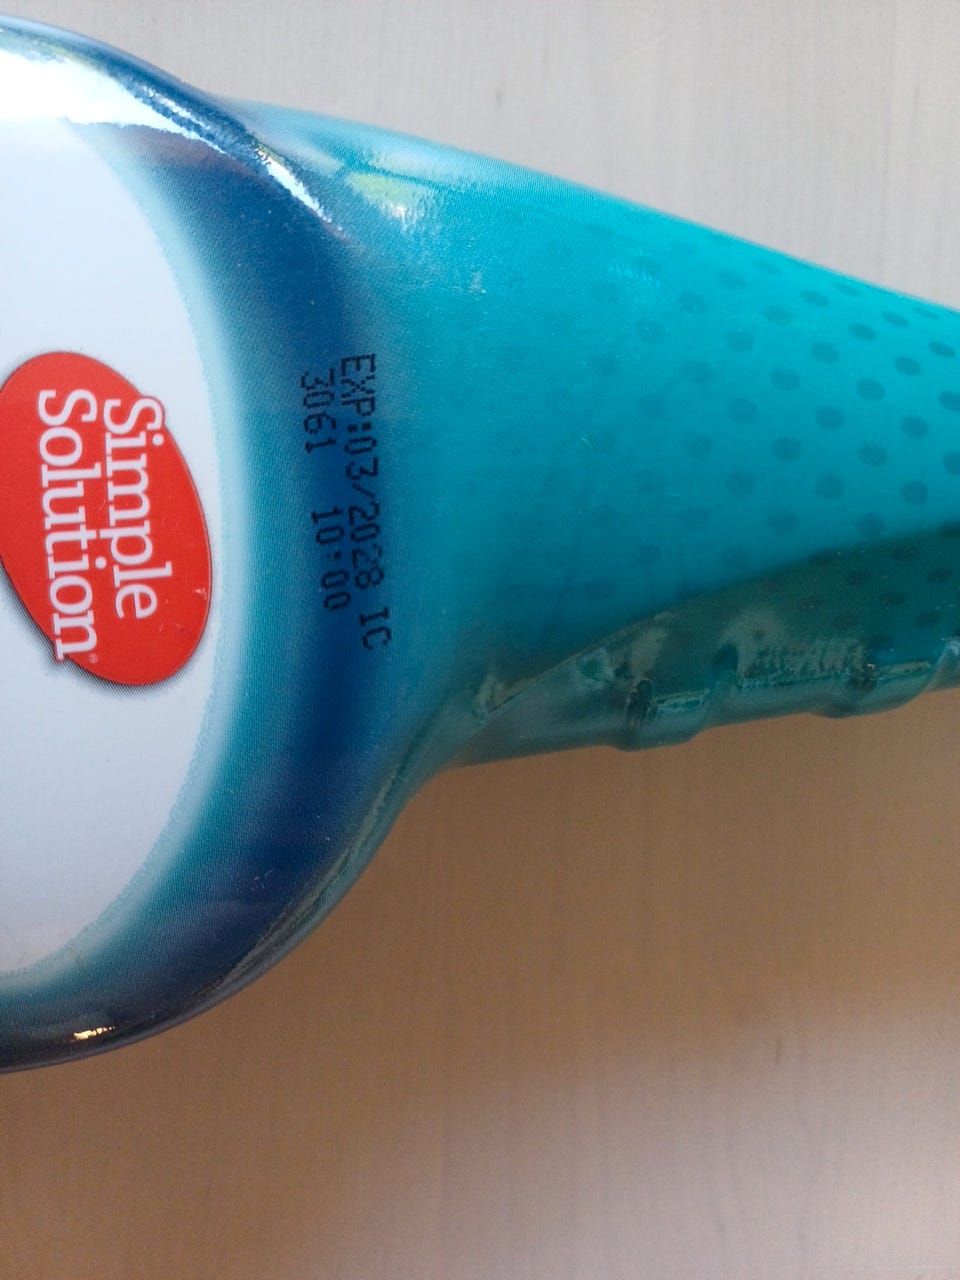 Simple
Solution®
EXP:03/2028 IC
3061 10:00